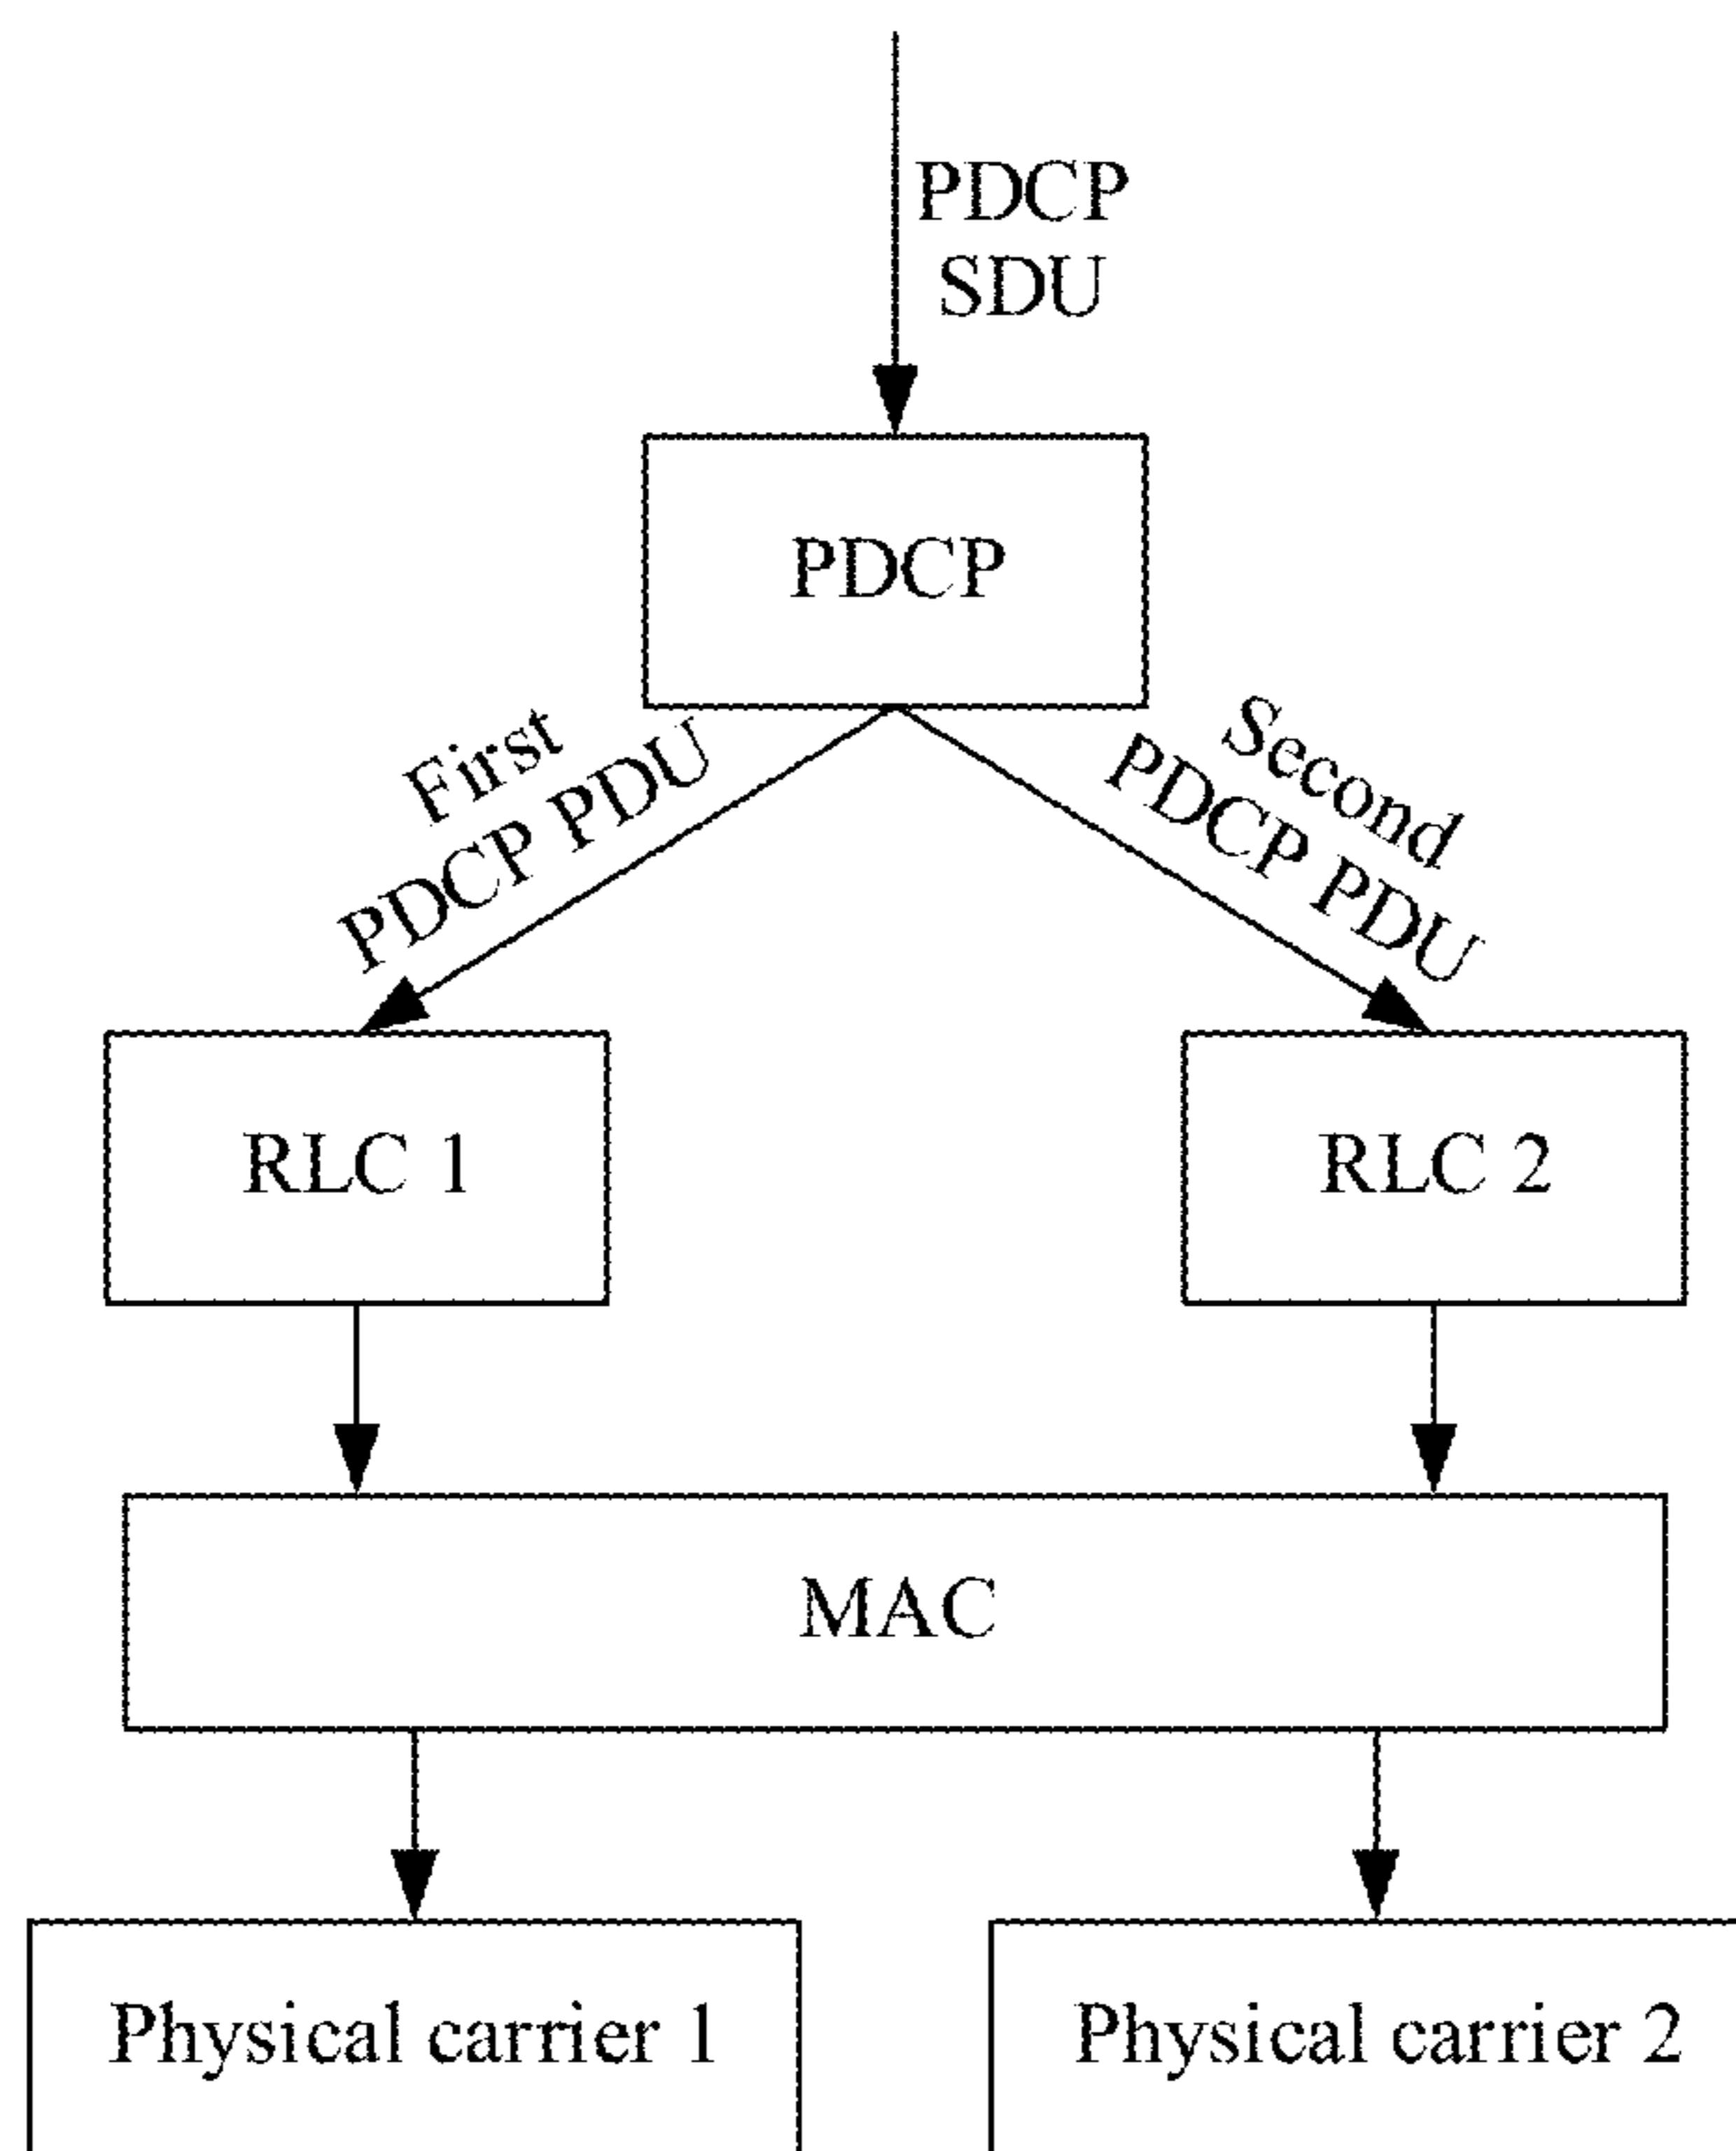 PDCP
SDU
PDCP
First
PDCP PDU
Second
PDCP PDU
RLC 1
RLC 2
MAC
Physical carrier 1
Physical carrier 2